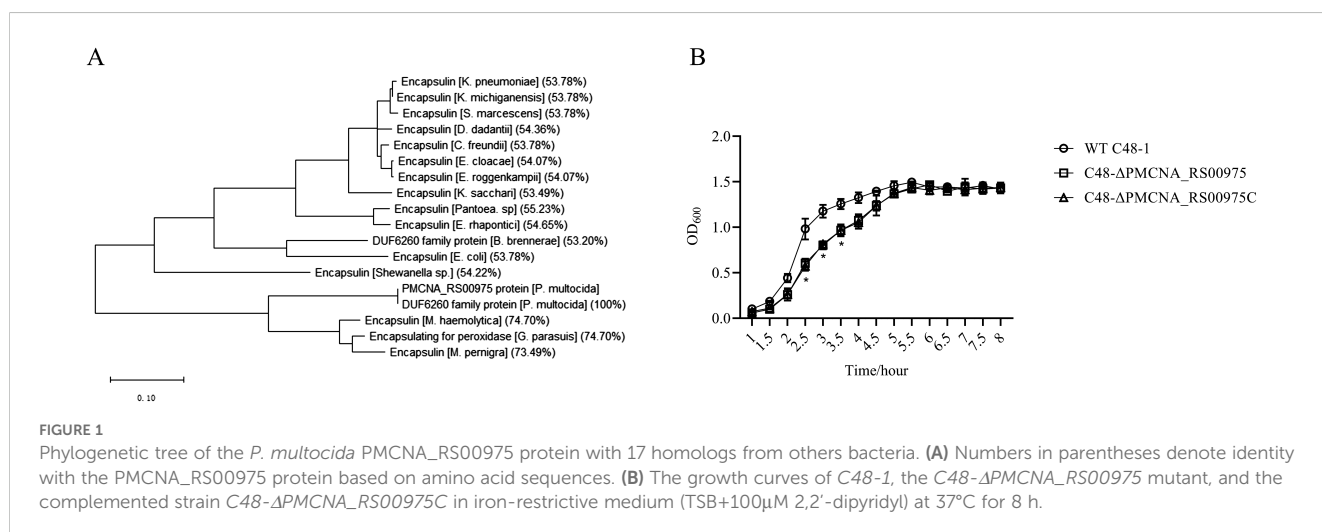 A
Encapsulin [K. pneumoniae] (53.78%)
Encapsulin [K. michiganensis] (53.78%)
Encapsulin [S. marcescens] (53.78%)
Encapsulin [D. dadantii] (54.36%)
Encapsulin [C. freundii] (53.78%)
Encapsulin [E. cloacae] (54.07%)
Encapsulin [E. roggenkampii] (54.07%)
Encapsulin [K. sacchari] (53.49%)
Encapsulin [Pantoea. sp] (55.23%)
Encapsulin [E. rhapontici] (54.65%)
DUF6260 family protein [B. brennerae] (53.20%)
Encapsulin [E. coli] (53.78%)
Encapsulin [Shewanella sp.] (54.22%)
PMCNA_RS00975 protein [P. multocida]
DUF6260 family protein [P. multocida] (100%)
Encapsulin [M. haemolytica] (74.70%)
Encapsulating for peroxidase [G. parasuis] (74.70%)
Encapsulin [M. pernigra] (73.49%)
0.10
B
2.0
1.5
1.0
0.5
0.0
OD600
* * *
1 1.5 2 2.5 3 3.5 4 4.5 5 5.5 6 6.5 7 7.5 8
Time/hour
WT C48-1
C48-ΔPMCNA_RS00975
C48-ΔPMCNA_RS00975C
FIGURE 1
Phylogenetic tree of the P. multocida PMCNA_RS00975 protein with 17 homologs from others bacteria. (A) Numbers in parentheses denote identity
with the PMCNA_RS00975 protein based on amino acid sequences. (B) The growth curves of C48-1, the C48-ΔPMCNA_RS00975 mutant, and the
complemented strain C48-ΔPMCNA_RS00975C in iron-restrictive medium (TSB+100μM 2,2′-dipyridyl) at 37°C for 8 h.